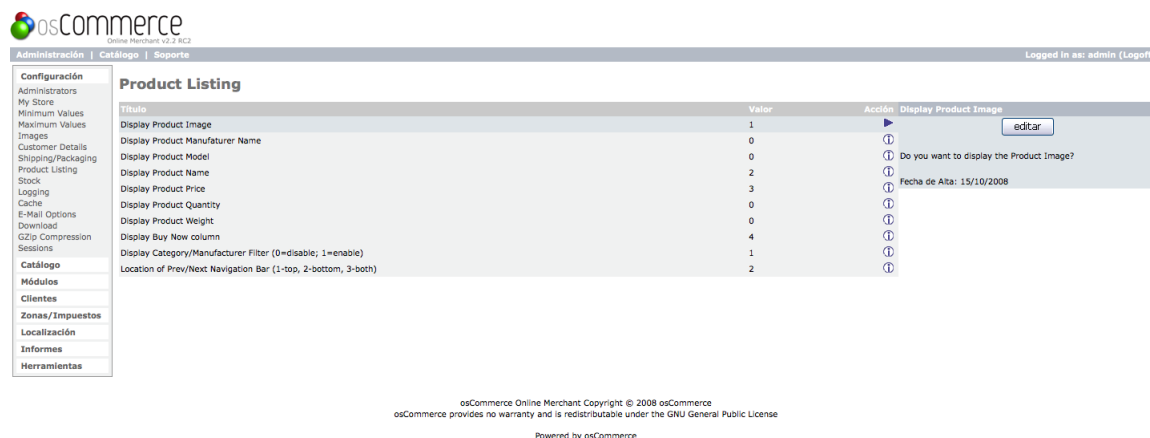 osCommerce
Online Merchant v2.2 RC2
Administración | Catálogo | Soporte
Logged in as: admin (Logoff
Configuración
Administrators
My Store
Minimum Values
Maximum Values
Images
Customer Details
Shipping/Packaging
Product Listing
Stock
Logging
Cache
E-Mail Options
Download
GZip Compression
Sessions
Catálogo
Módulos
Clientes
Zonas/Impuestos
Localización
Informes
Herramientas
Product Listing
Título Valor Acción
Display Product Image 1
Display Product Manufaturer Name 0
Display Product Model 0
Display Product Name 2
Display Product Price 3
Display Product Quantity 0
Display Product Weight 0
Display Buy Now column 4
Display Category/Manufacturer Filter (0=disable; 1=enable) 1
Location of Prev/Next Navigation Bar (1-top, 2-bottom, 3-both) 2
Display Product Image
editar
Do you want to display the Product Image?
Fecha de Alta: 15/10/2008
osCommerce Online Merchant Copyright © 2008 osCommerce
osCommerce provides no warranty and is redistributable under the GNU General Public License
Powered by osCommerce